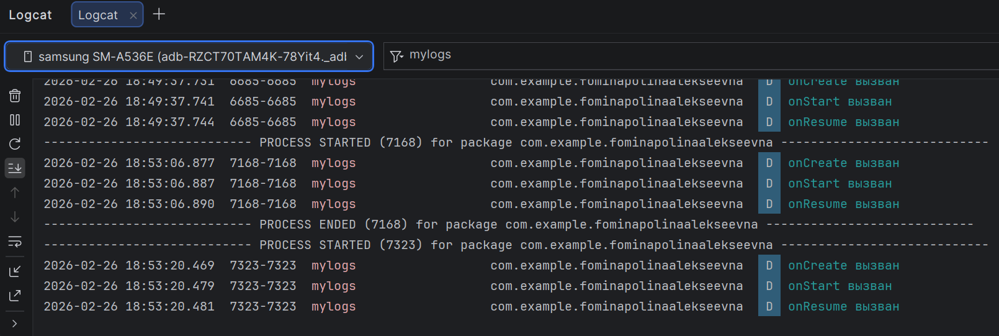 Logcat Logcat
samsung SM-A536E (adb-RZCT70TAM4K-78Yit4._adb mylogs
2026-02-26 18:49:37.731 6685-6685 mylogs com.example.fominapolinaalekseevna D onCreate вызван
2026-02-26 18:49:37.741 6685-6685 mylogs com.example.fominapolinaalekseevna D onStart вызван
2026-02-26 18:49:37.744 6685-6685 mylogs com.example.fominapolinaalekseevna D onResume вызван
---------------------------- PROCESS STARTED (7168) for package com.example.fominapolinaalekseevna ----------------------------
2026-02-26 18:53:06.877 7168-7168 mylogs com.example.fominapolinaalekseevna D onCreate вызван
2026-02-26 18:53:06.887 7168-7168 mylogs com.example.fominapolinaalekseevna D onStart вызван
2026-02-26 18:53:06.890 7168-7168 mylogs com.example.fominapolinaalekseevna D onResume вызван
---------------------------- PROCESS ENDED (7168) for package com.example.fominapolinaalekseevna ----------------------------
---------------------------- PROCESS STARTED (7323) for package com.example.fominapolinaalekseevna ----------------------------
2026-02-26 18:53:20.469 7323-7323 mylogs com.example.fominapolinaalekseevna D onCreate вызван
2026-02-26 18:53:20.479 7323-7323 mylogs com.example.fominapolinaalekseevna D onStart вызван
2026-02-26 18:53:20.481 7323-7323 mylogs com.example.fominapolinaalekseevna D onResume вызван